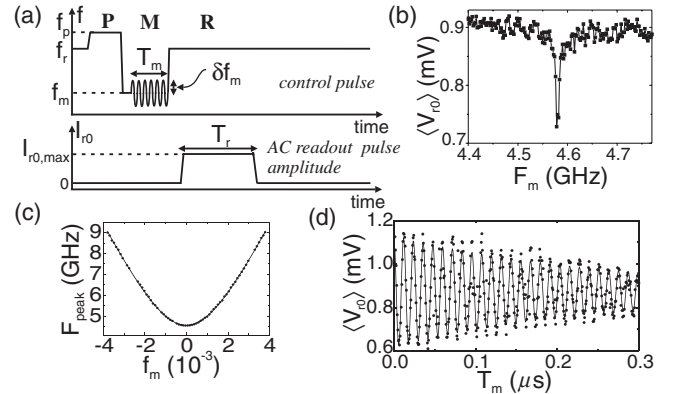 (a)
f
P M R
f_p
f_r
T_m
δf_m
f_m
control pulse
time
I_r0
T_r
AC readout pulse
amplitude
I_r0,max
0
time
(b)
0.9
0.8
0.7
⟨V_r0⟩ (mV)
4.4 4.5 4.6 4.7
F_m (GHz)
(c)
9
8
7
6
5
F_peak (GHz)
-4 -2 0 2 4
f_m (10^-3)
(d)
1.2
1.0
0.8
0.6
⟨V_r0⟩ (mV)
0.0 0.1 0.2 0.3
T_m (μs)